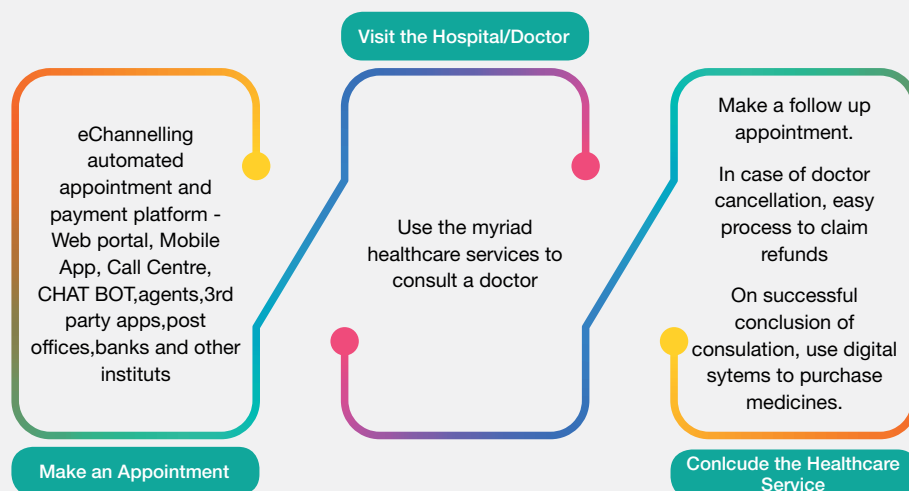 Visit the Hospital/Doctor
eChannelling
automated
appointment and
payment platform -
Web portal, Mobile
App, Call Centre,
CHAT BOT,agents,3rd
party apps,post
offices,banks and other
instituts
Make an Appointment
Use the myriad
healthcare services to
consult a doctor
Make a follow up
appointment.
In case of doctor
cancellation, easy
process to claim
refunds
On successful
conclusion of
consulation, use digital
sytems to purchase
medicines.
Conlcude the Healthcare
Service